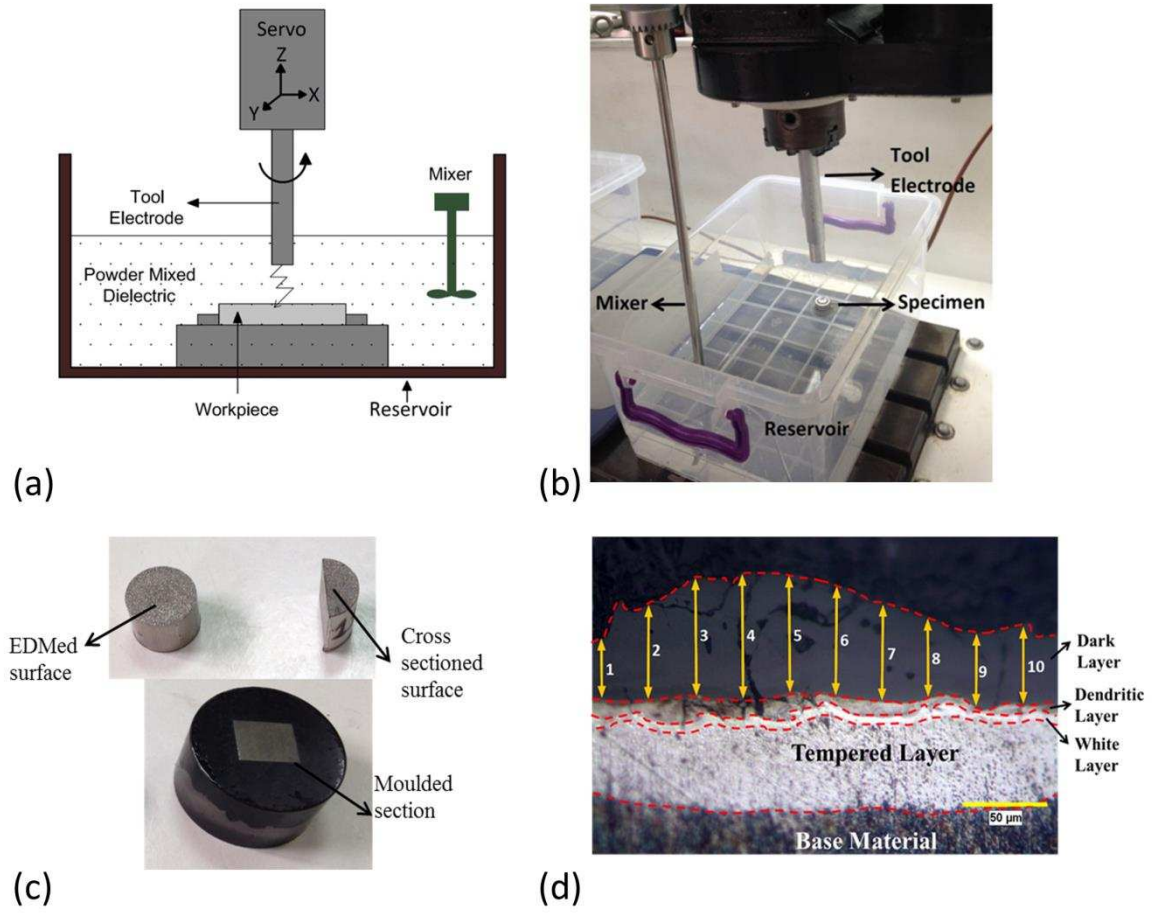 (a)
Servo
Z
X
Y
Tool
Electrode
Mixer
Powder Mixed
Dielectric
Workpiece
Reservoir
(b)
Tool
Electrode
Mixer
Specimen
Reservoir
(c)
EDMed
surface
Cross
sectioned
surface
Moulded
section
(d)
1
2
3
4
5
6
7
8
9
10
Dark
Layer
Dendritic
Layer
White
Layer
Tempered Layer
50 µm
Base Material